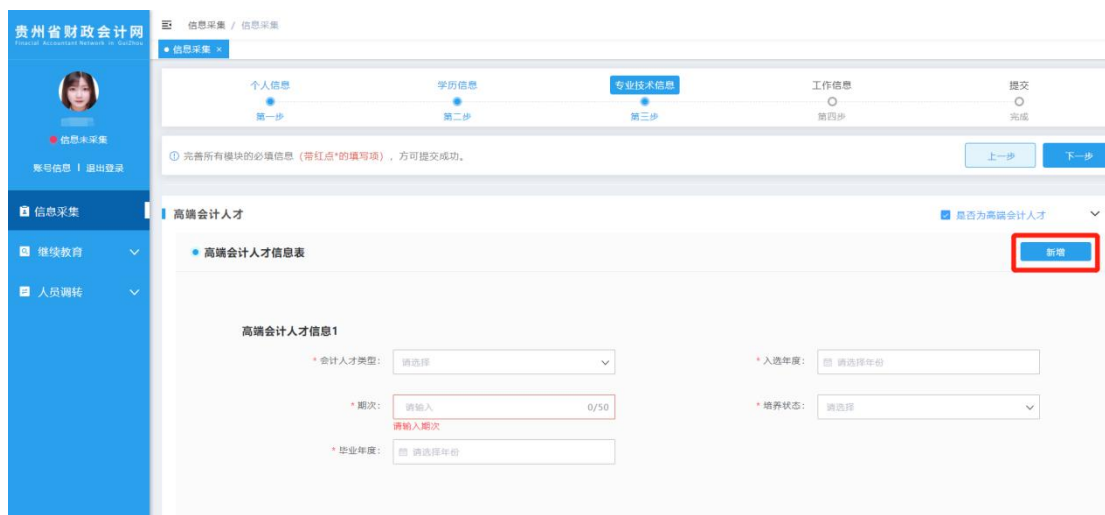 贵州省财政会计网
Finacial Accountant Network in GuiZhou
信息采集 / 信息采集
信息采集 ×
信息未采集
账号信息 | 退出登录
信息采集
继续教育
人员调转
个人信息
学历信息
专业技术信息
工作信息
提交
第一步
第二步
第三步
第四步
完成
完善所有模块的必填信息（带红点*的填写项），方可提交成功。
上一步
下一步
高端会计人才
是否为高端会计人才
高端会计人才信息表
新增
高端会计人才信息1
* 会计人才类型： 请选择
* 入选年度： 请选择年份
* 期次： 请输入 0/50
* 培养状态： 请选择
请输入期次
* 毕业年度： 请选择年份